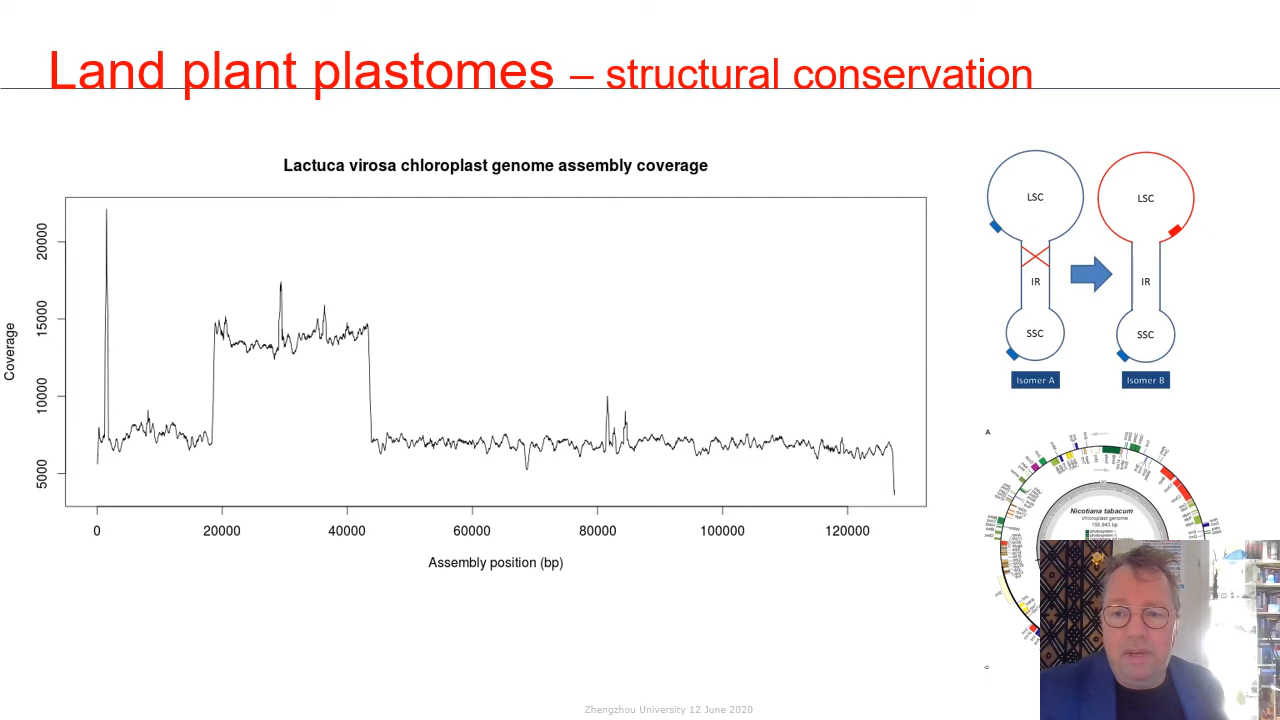 Land plant plastomes – structural conservation
Lactuca virosa chloroplast genome assembly coverage
Coverage
20000
15000
10000
5000
0 20000 40000 60000 80000 100000 120000
Assembly position (bp)
LSC LSC
IR IR
SSC SSC
Isomer A Isomer B
A
Nicotiana tabacum
chloroplast genome
155,943 bp
Zhengzhou University 12 June 2020